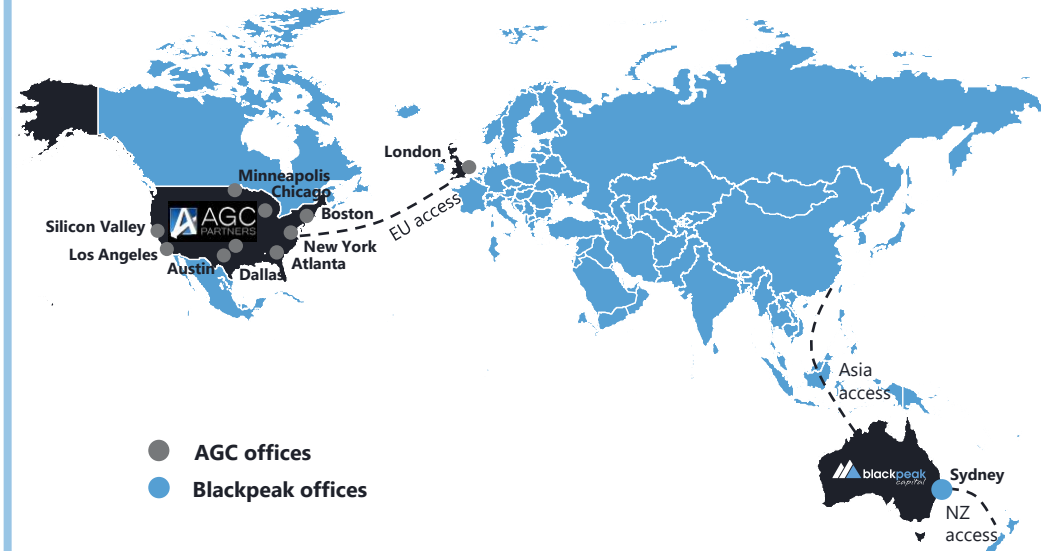 London
Minneapolis
Chicago
AGC
PARTNERS
Boston
Silicon Valley
New York
Los Angeles
Atlanta
Austin
Dallas
EU access
Asia
access
AGC offices
blackpeak
capital
Sydney
Blackpeak offices
NZ
access